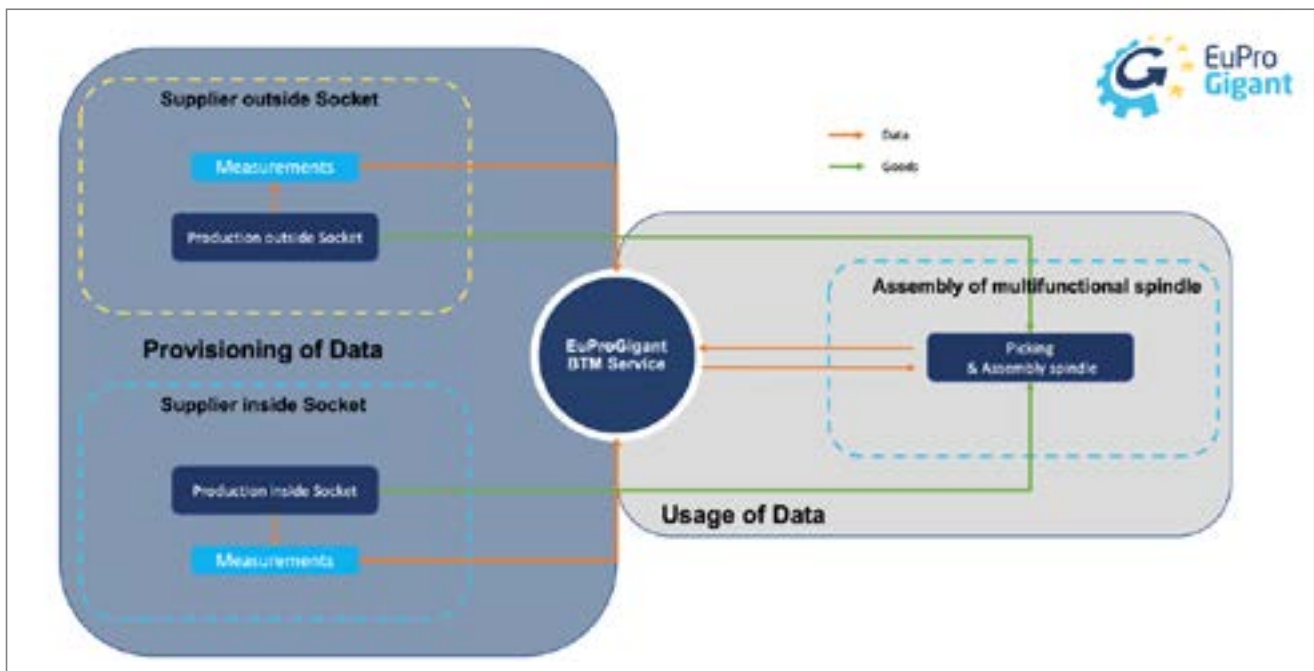 EuPro
Gigant
Supplier outside Socket
Measurements
Production outside Socket
Data
Goods
Provisioning of Data
Supplier inside Socket
Production inside Socket
Measurements
EuProGigant
BTM Service
Assembly of multifunctional spindle
Picking
& Assembly spindle
Usage of Data